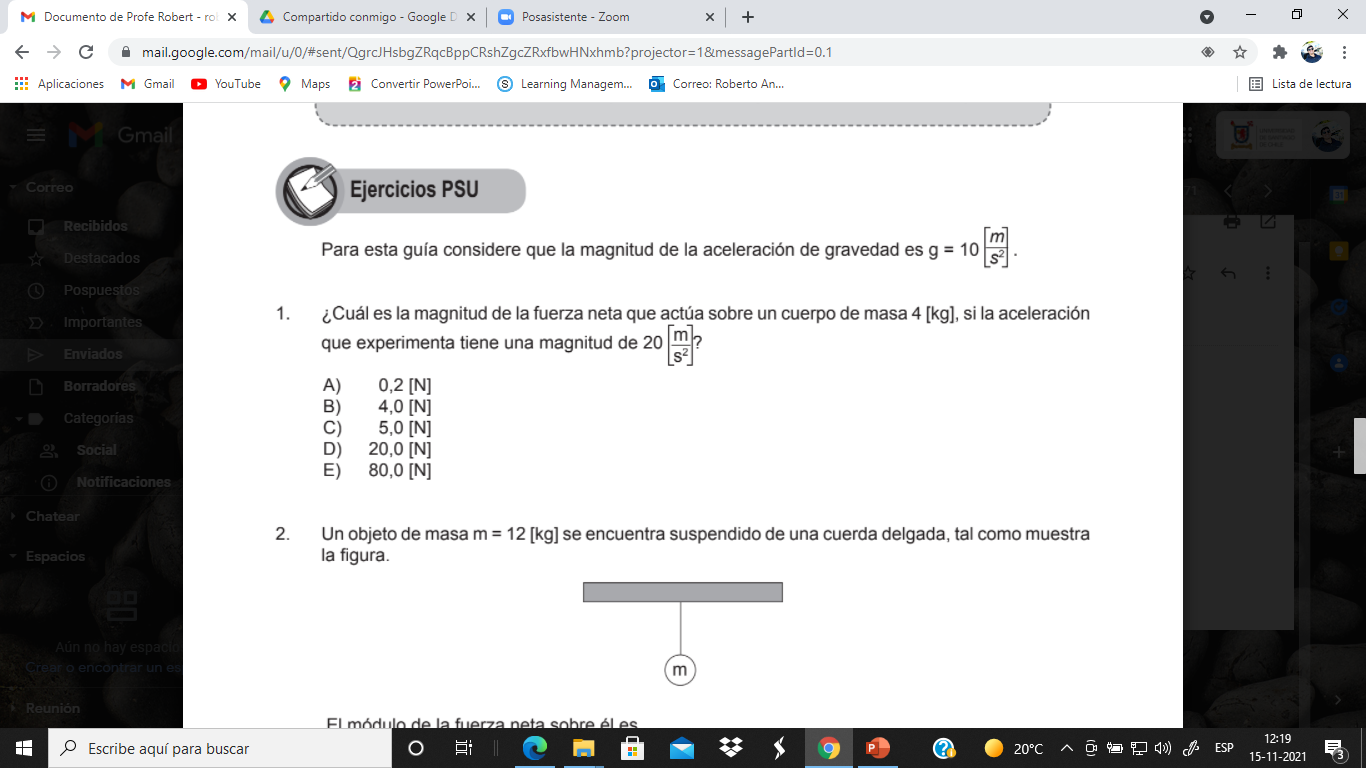 Documento de Profe Robert - rob
Compartido conmigo - Google D
Posasistente - Zoom
mail.google.com/mail/u/0/#sent/QgrcJHsbgZRqcBppCRshZgcZRxfbwHNxhmb?projector=1&messagePartId=0.1
Aplicaciones
Gmail
YouTube
Maps
Convertir PowerPoi...
Learning Managem...
Correo: Roberto An...
Lista de lectura
Gmail
Correo
Recibidos
Destacados
Pospuestos
Importantes
Enviados
Borradores
Categorías
Social
Notificaciones
Chatear
Espacios
Aún no hay espacio
Crear o encontrar un es
Reunión
Ejercicios PSU
Para esta guía considere que la magnitud de la aceleración de gravedad es g = 10 [m/s²].
1. ¿Cuál es la magnitud de la fuerza neta que actúa sobre un cuerpo de masa 4 [kg], si la aceleración
que experimenta tiene una magnitud de 20 [m/s²]?
A) 0,2 [N]
B) 4,0 [N]
C) 5,0 [N]
D) 20,0 [N]
E) 80,0 [N]
2. Un objeto de masa m = 12 [kg] se encuentra suspendido de una cuerda delgada, tal como muestra
la figura.
m
El módulo de la fuerza neta sobre él es
Escribe aquí para buscar
20°C
ESP
12:19
15-11-2021
3